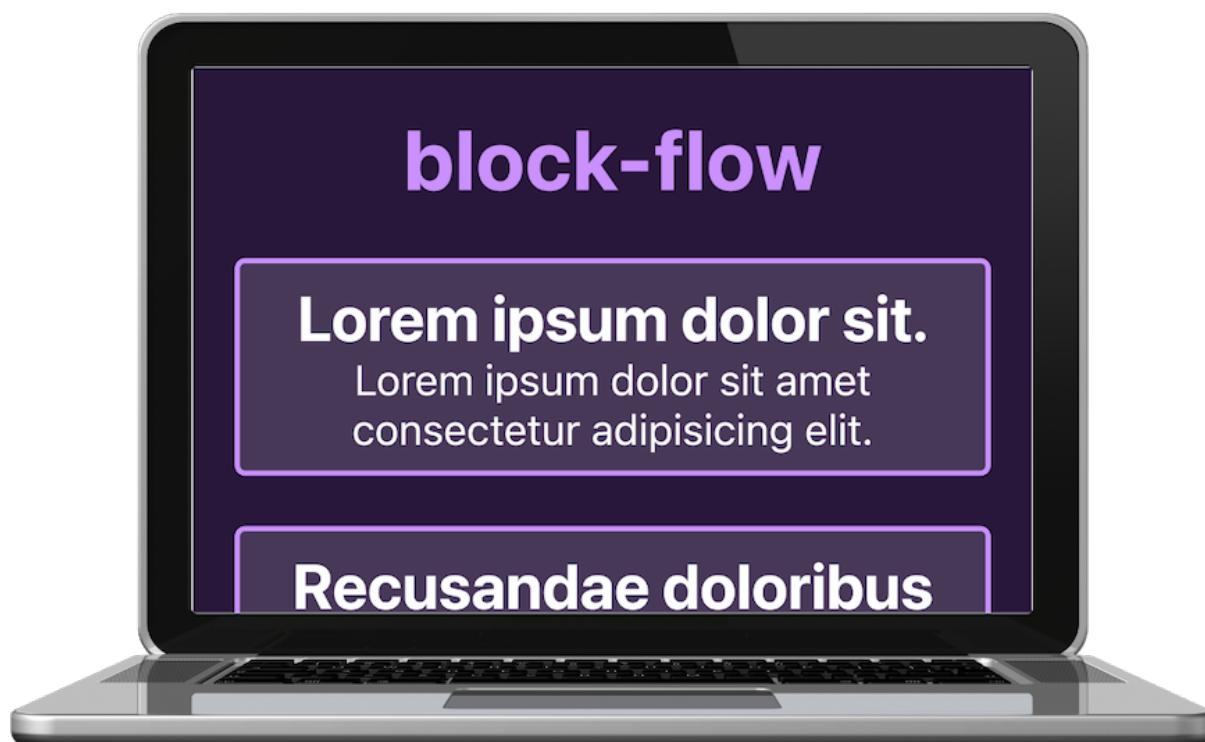 block-flow
Lorem ipsum dolor sit.
Lorem ipsum dolor sit amet
consectetur adipisicing elit.
Recusandae doloribus